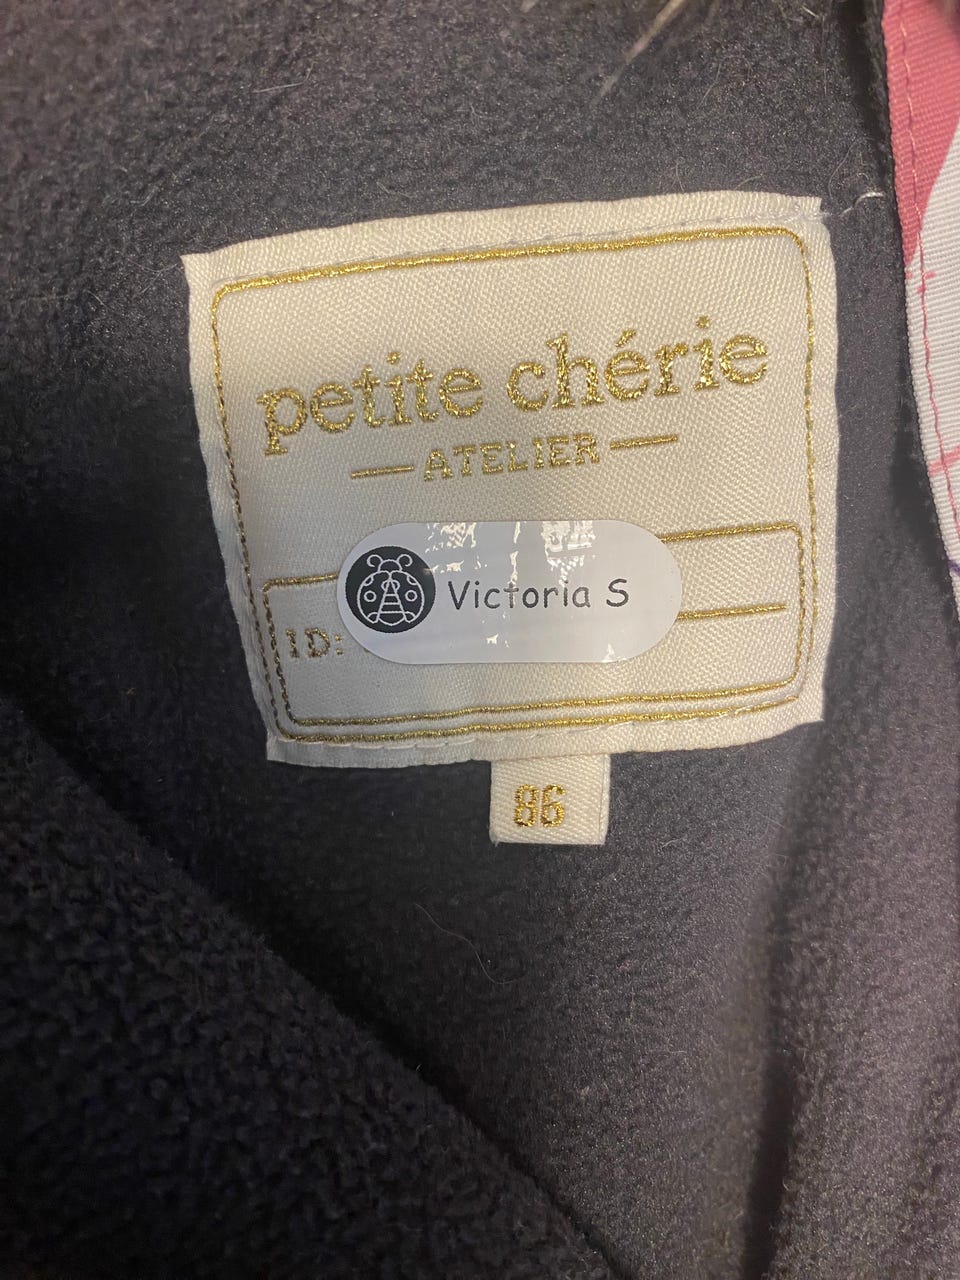 petite chérie
ATELIER
Victoria S
ID:
86